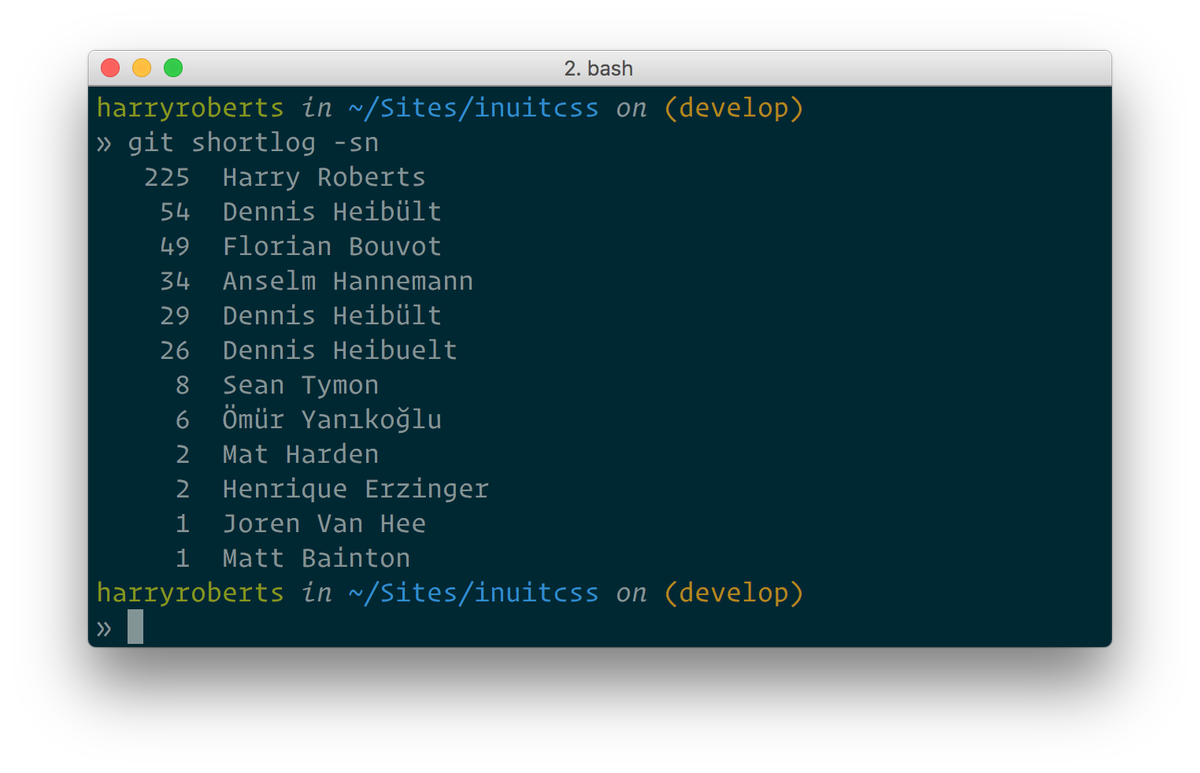 2. bash
harryroberts in ~/Sites/inuitcss on (develop)
» git shortlog -sn
225 Harry Roberts
54 Dennis Heibült
49 Florian Bouvot
34 Anselm Hannemann
29 Dennis Heibült
26 Dennis Heibuelt
8 Sean Tymon
6 Ömür Yanıkoğlu
2 Mat Harden
2 Henrique Erzinger
1 Joren Van Hee
1 Matt Bainton
harryroberts in ~/Sites/inuitcss on (develop)
»